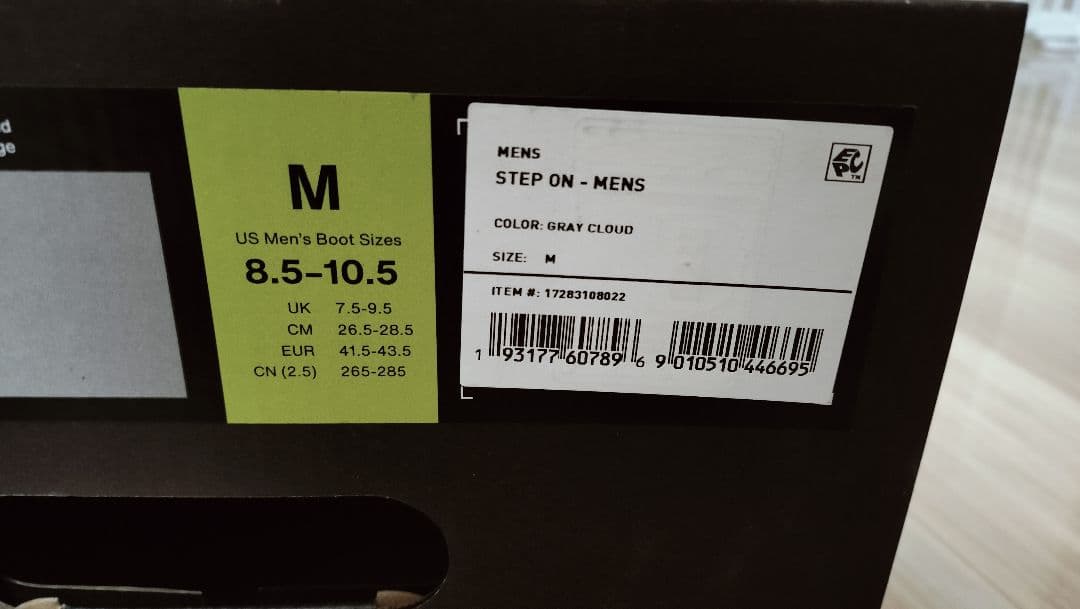 M
US Men's Boot Sizes
8.5-10.5
UK 7.5-9.5
CM 26.5-28.5
EUR 41.5-43.5
CN (2.5) 265-285
MENS
STEP ON - MENS
COLOR: GRAY CLOUD
SIZE: M
ITEM #: 17283108022
1 93177 60789 6 9 010510 446695